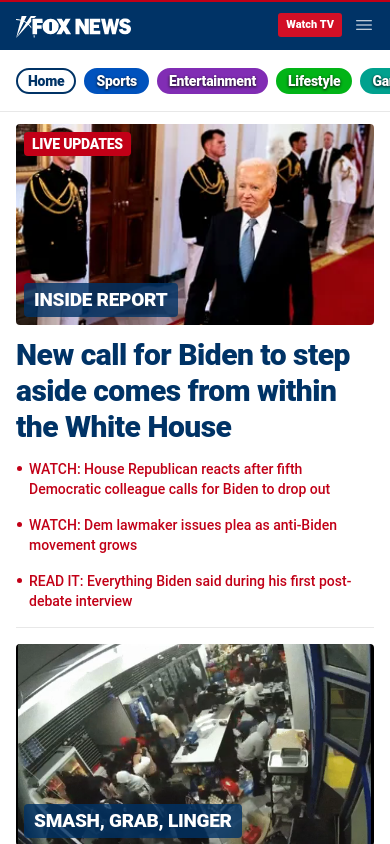 FOX NEWS
Watch TV
Home
Sports
Entertainment
Lifestyle
LIVE UPDATES
INSIDE REPORT
New call for Biden to step
aside comes from within
the White House
WATCH: House Republican reacts after fifth
Democratic colleague calls for Biden to drop out
WATCH: Dem lawmaker issues plea as anti-Biden
movement grows
READ IT: Everything Biden said during his first post-
debate interview
SMASH, GRAB, LINGER